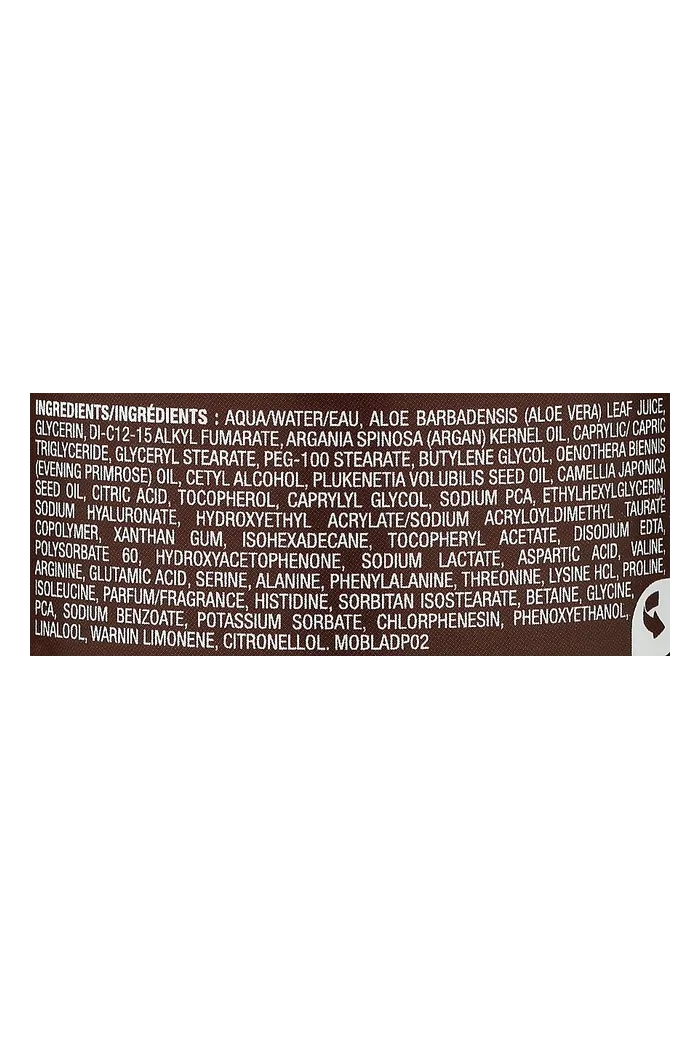 INGREDIENTS/INGRÉDIENTS : AQUA/WATER/EAU, ALOE BARBADENSIS (ALOE VERA) LEAF JUICE,
GLYCERIN, DI-C12-15 ALKYL FUMARATE, ARGANIA SPINOSA (ARGAN) KERNEL OIL, CAPRYLIC/ CAPRIC
TRIGLYCERIDE, GLYCERYL STEARATE, PEG-100 STEARATE, BUTYLENE GLYCOL, OENOTHERA BIENNIS
(EVENING PRIMROSE) OIL, CETYL ALCOHOL, PLUKENETIA VOLUBILIS SEED OIL, CAMELLIA JAPONICA
SEED OIL, CITRIC ACID, TOCOPHEROL, CAPRYLYL GLYCOL, SODIUM PCA, ETHYLHEXYLGLYCERIN,
SODIUM HYALURONATE, HYDROXYETHYL ACRYLATE/SODIUM ACRYLOYLDIMETHYL TAURATE
COPOLYMER, XANTHAN GUM, ISOHEXADECANE, TOCOPHERYL ACETATE, DISODIUM EDTA,
POLYSORBATE 60, HYDROXYACETOPHENONE, SODIUM LACTATE, ASPARTIC ACID, VALINE,
ARGININE, GLUTAMIC ACID, SERINE, ALANINE, PHENYLALANINE, THREONINE, LYSINE HCL, PROLINE,
ISOLEUCINE, PARFUM/FRAGRANCE, HISTIDINE, SORBITAN ISOSTEARATE, BETAINE, GLYCINE,
PCA, SODIUM BENZOATE, POTASSIUM SORBATE, CHLORPHENESIN, PHENOXYETHANOL,
LINALOOL, WARNIN LIMONENE, CITRONELLOL. MOBLADP02